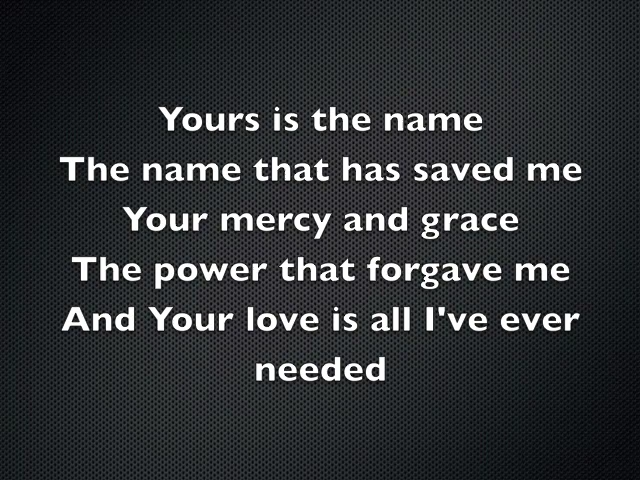 Yours is the name
The name that has saved me
Your mercy and grace
The power that forgave me
And Your love is all I've ever
needed